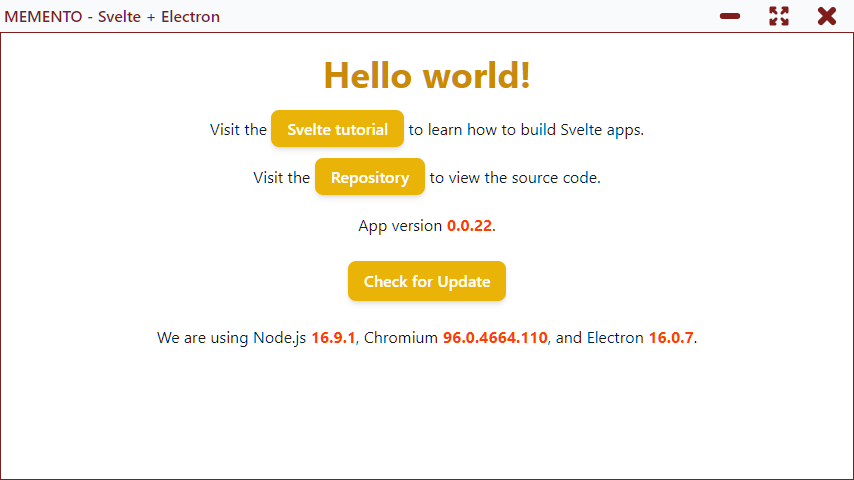 MEMENTO - Svelte + Electron
Hello world!
Visit the Svelte tutorial to learn how to build Svelte apps.
Visit the Repository to view the source code.
App version 0.0.22.
Check for Update
We are using Node.js 16.9.1, Chromium 96.0.4664.110, and Electron 16.0.7.